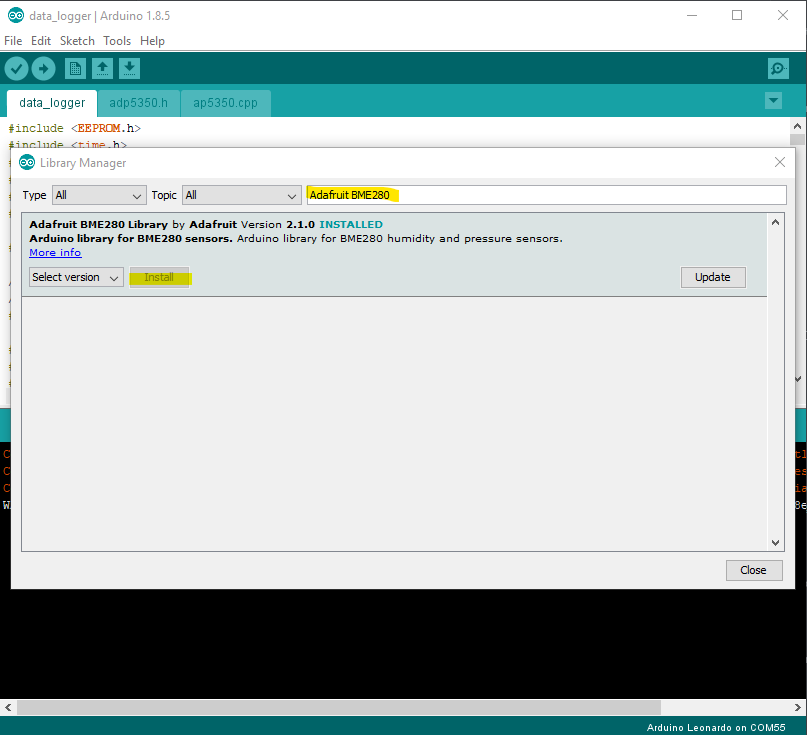 data_logger | Arduino 1.8.5
File Edit Sketch Tools Help
data_logger adp5350.h ap5350.cpp
#include <EEPROM.h>
#include <time.h>
Library Manager
Type All Topic All Adafruit BME280
Adafruit BME280 Library by Adafruit Version 2.1.0 INSTALLED
Arduino library for BME280 sensors. Arduino library for BME280 humidity and pressure sensors.
More info
Select version Install Update
Close
Arduino Leonardo on COM55